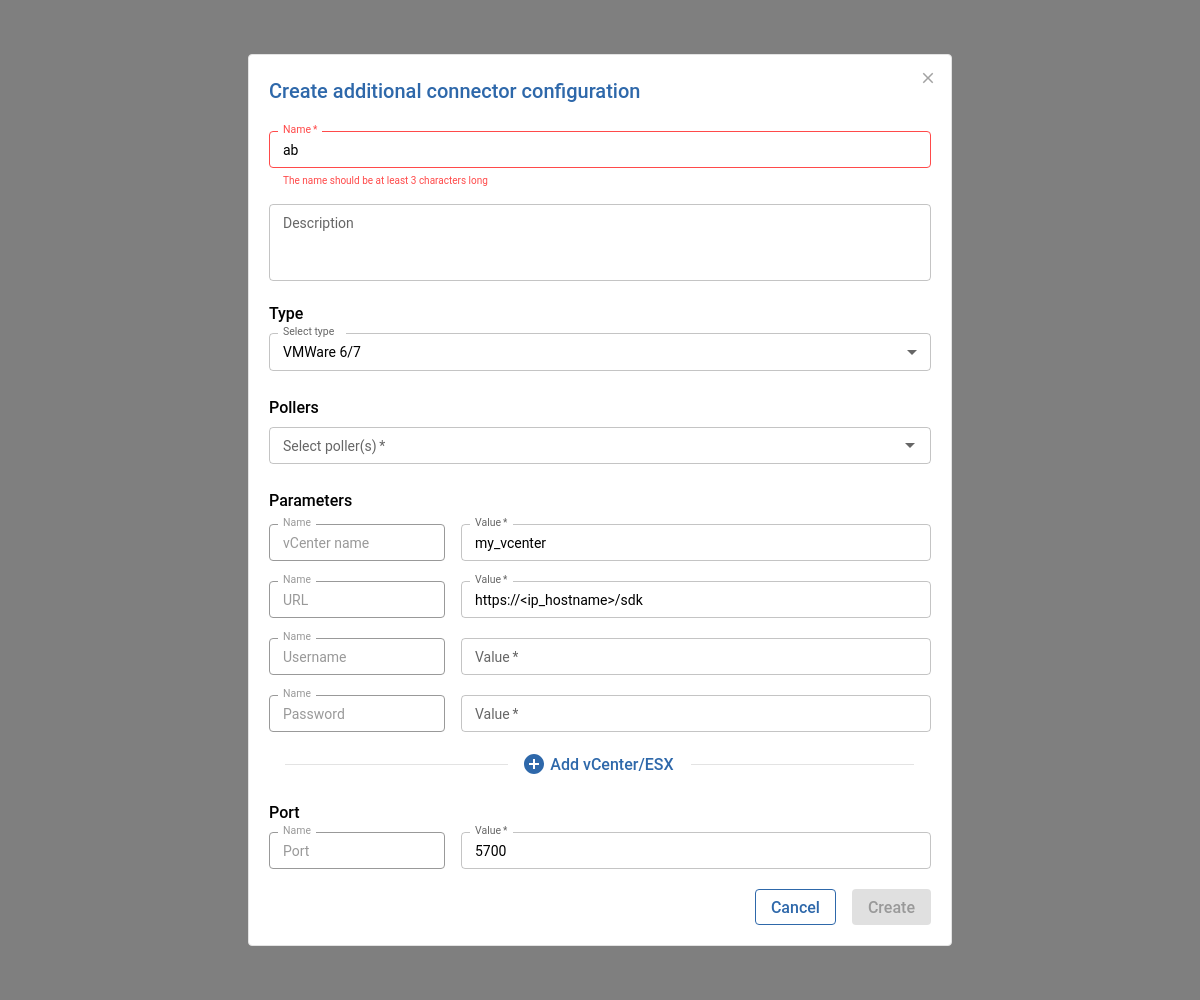 Create additional connector configuration
Name *
ab
The name should be at least 3 characters long
Description
Type
Select type
VMWare 6/7
Pollers
Select poller(s) *
Parameters
Name
vCenter name
Value *
my_vcenter
Name
URL
Value *
https://<ip_hostname>/sdk
Name
Username
Value *
Name
Password
Value *
Add vCenter/ESX
Port
Name
Port
Value *
5700
Cancel
Create